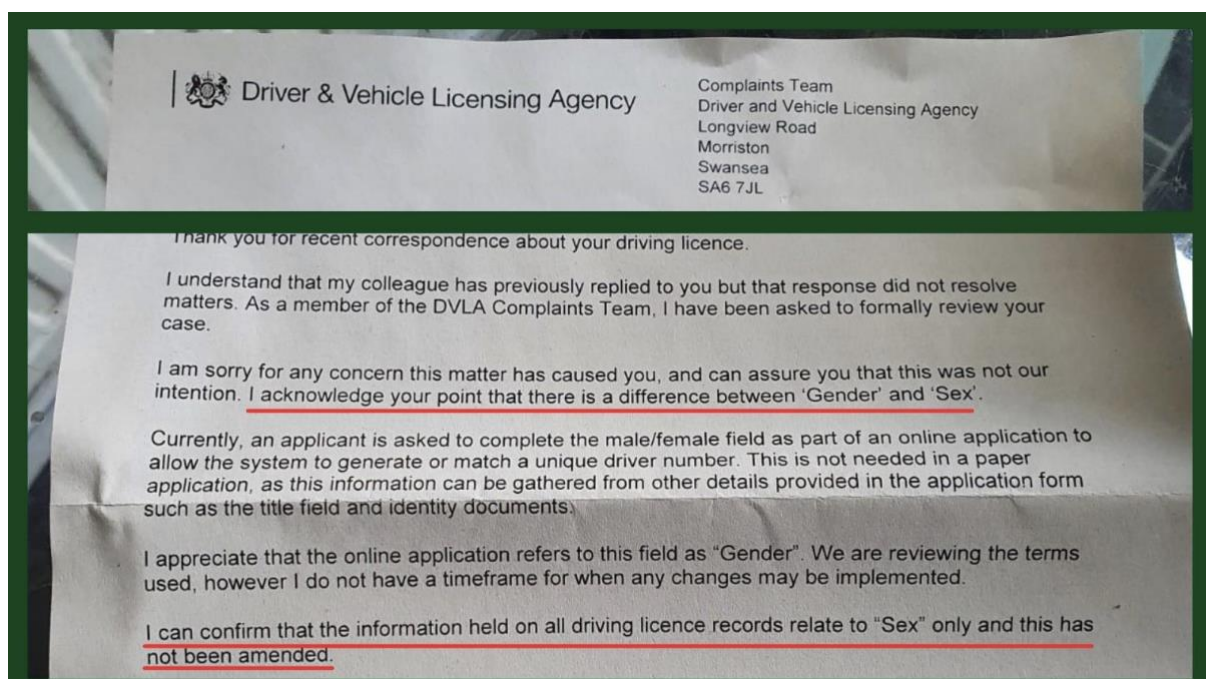 Driver & Vehicle Licensing Agency
Complaints Team
Driver and Vehicle Licensing Agency
Longview Road
Morriston
Swansea
SA6 7JL
Thank you for recent correspondence about your driving licence.
I understand that my colleague has previously replied to you but that response did not resolve
matters. As a member of the DVLA Complaints Team, I have been asked to formally review your
case.
I am sorry for any concern this matter has caused you, and can assure you that this was not our
intention. I acknowledge your point that there is a difference between 'Gender' and 'Sex'.
Currently, an applicant is asked to complete the male/female field as part of an online application to
allow the system to generate or match a unique driver number. This is not needed in a paper
application, as this information can be gathered from other details provided in the application form
such as the title field and identity documents.
I appreciate that the online application refers to this field as "Gender". We are reviewing the terms
used, however I do not have a timeframe for when any changes may be implemented.
I can confirm that the information held on all driving licence records relate to "Sex" only and this has
not been amended.